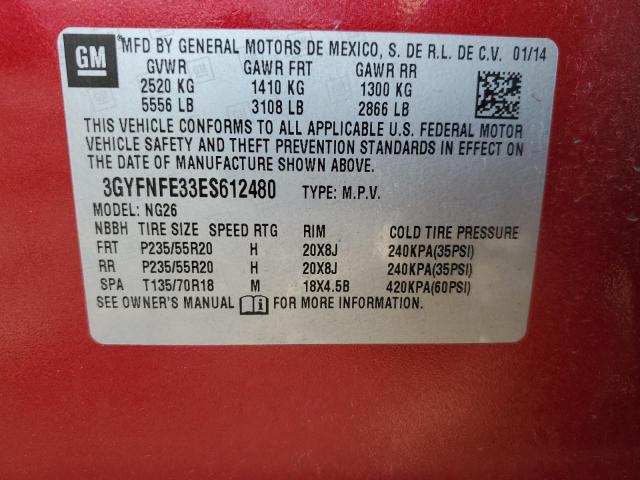 GM
MFD BY GENERAL MOTORS DE MEXICO, S. DE R.L. DE C.V. 01/14
GVWR GAWR FRT GAWR RR
2520 KG 1410 KG 1300 KG
5556 LB 3108 LB 2866 LB
THIS VEHICLE CONFORMS TO ALL APPLICABLE U.S. FEDERAL MOTOR
VEHICLE SAFETY AND THEFT PREVENTION STANDARDS IN EFFECT ON
THE DATE OF MANUFACTURE SHOWN ABOVE.
3GYFNFE33ES612480 TYPE: M.P.V.
MODEL: NG26
NBBH TIRE SIZE SPEED RTG RIM COLD TIRE PRESSURE
FRT P235/55R20 H 20X8J 240KPA(35PSI)
RR P235/55R20 H 20X8J 240KPA(35PSI)
SPA T135/70R18 M 18X4.5B 420KPA(60PSI)
SEE OWNER'S MANUAL FOR MORE INFORMATION.